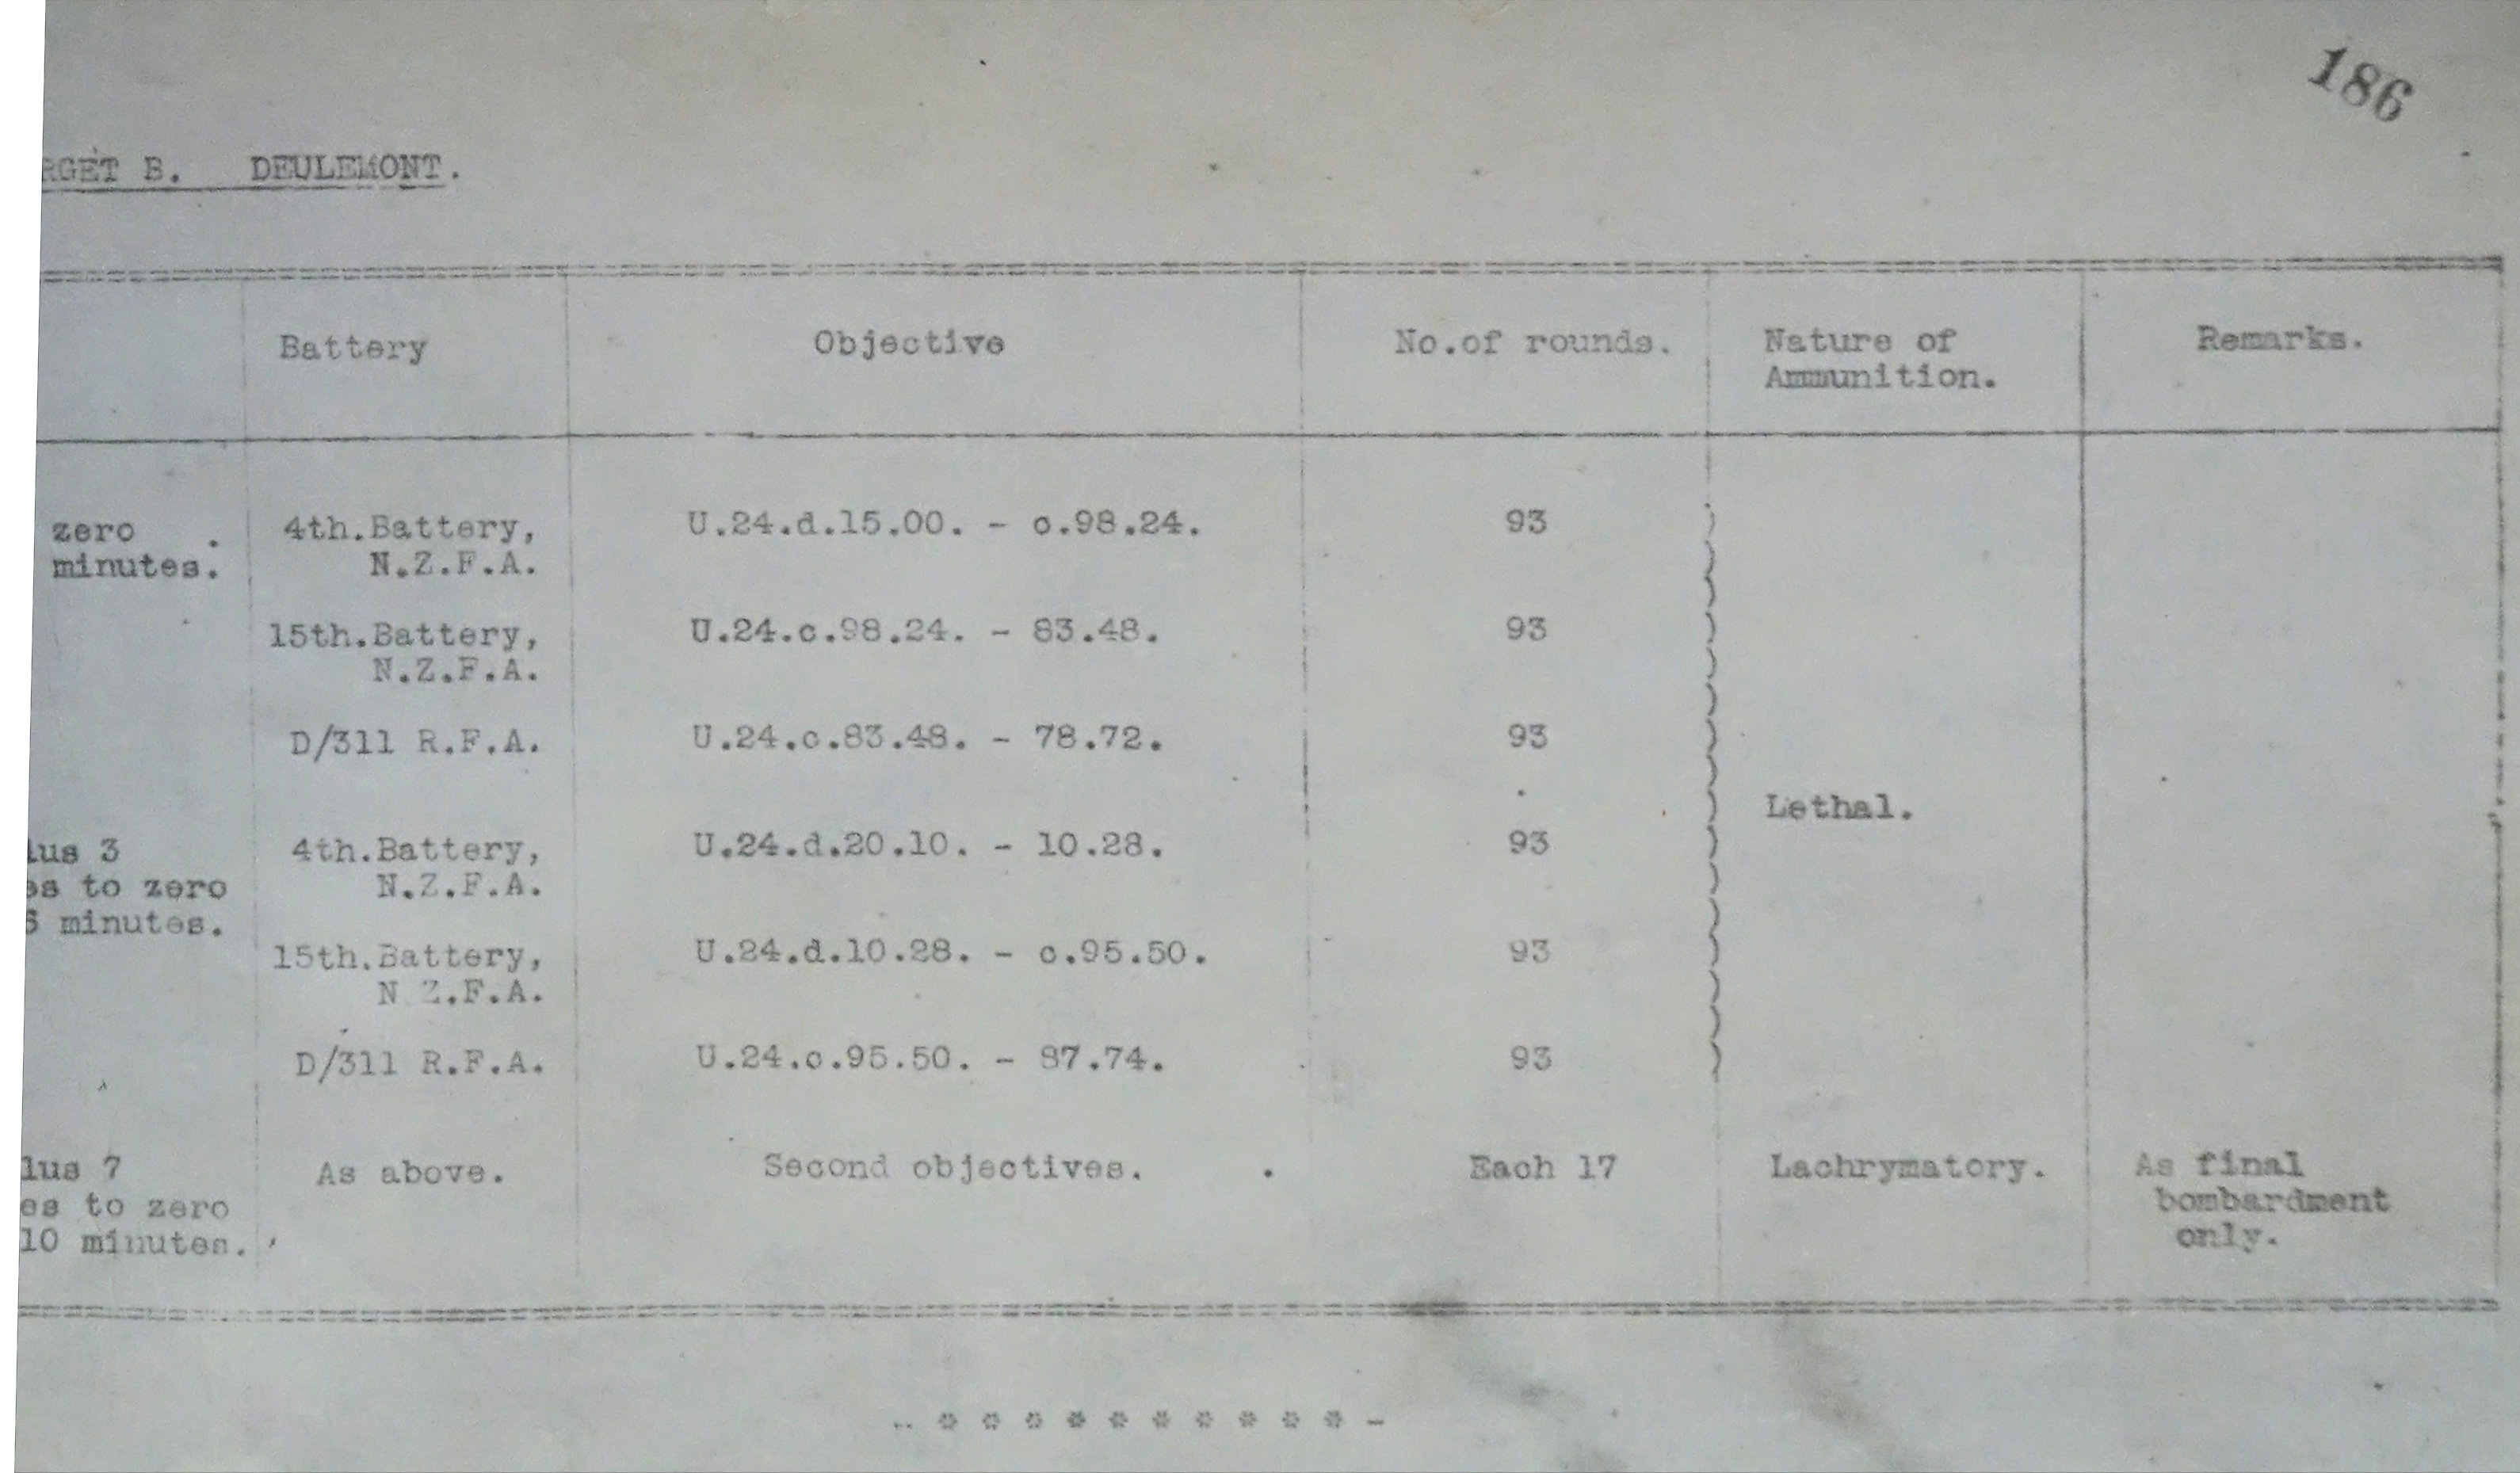 186
RGET B. DEULEMONT.
Battery Objective No.of rounds. Nature of Remarks.
Ammunition.
zero 4th.Battery, U.24.d.15.00. - c.98.24. 93
minutes. N.Z.F.A.
15th.Battery, U.24.c.98.24. - 83.48. 93
N.Z.F.A.
D/311 R.F.A. U.24.c.83.48. - 78.72. 93
Lethal.
lus 3 4th.Battery, U.24.d.20.10. - 10.28. 93
es to zero N.Z.F.A.
6 minutes.
15th.Battery, U.24.d.10.28. - c.95.50. 93
N Z.F.A.
D/311 R.F.A. U.24.c.95.50. - 87.74. 93
lus 7 As above. Second objectives. Each 17 Lachrymatory. As final
es to zero bombardment
10 minutes. only.